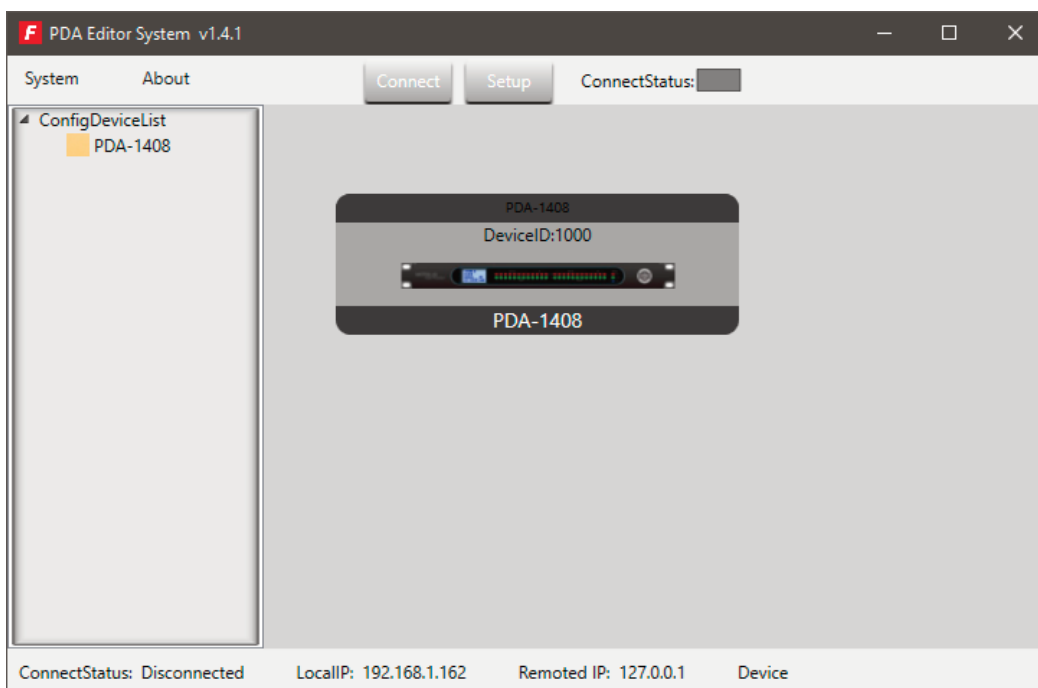 F PDA Editor System v1.4.1
System About Connect Setup ConnectStatus:
ConfigDeviceList
PDA-1408
PDA-1408
DeviceID:1000
PDA-1408
ConnectStatus: Disconnected LocalIP: 192.168.1.162 Remoted IP: 127.0.0.1 Device